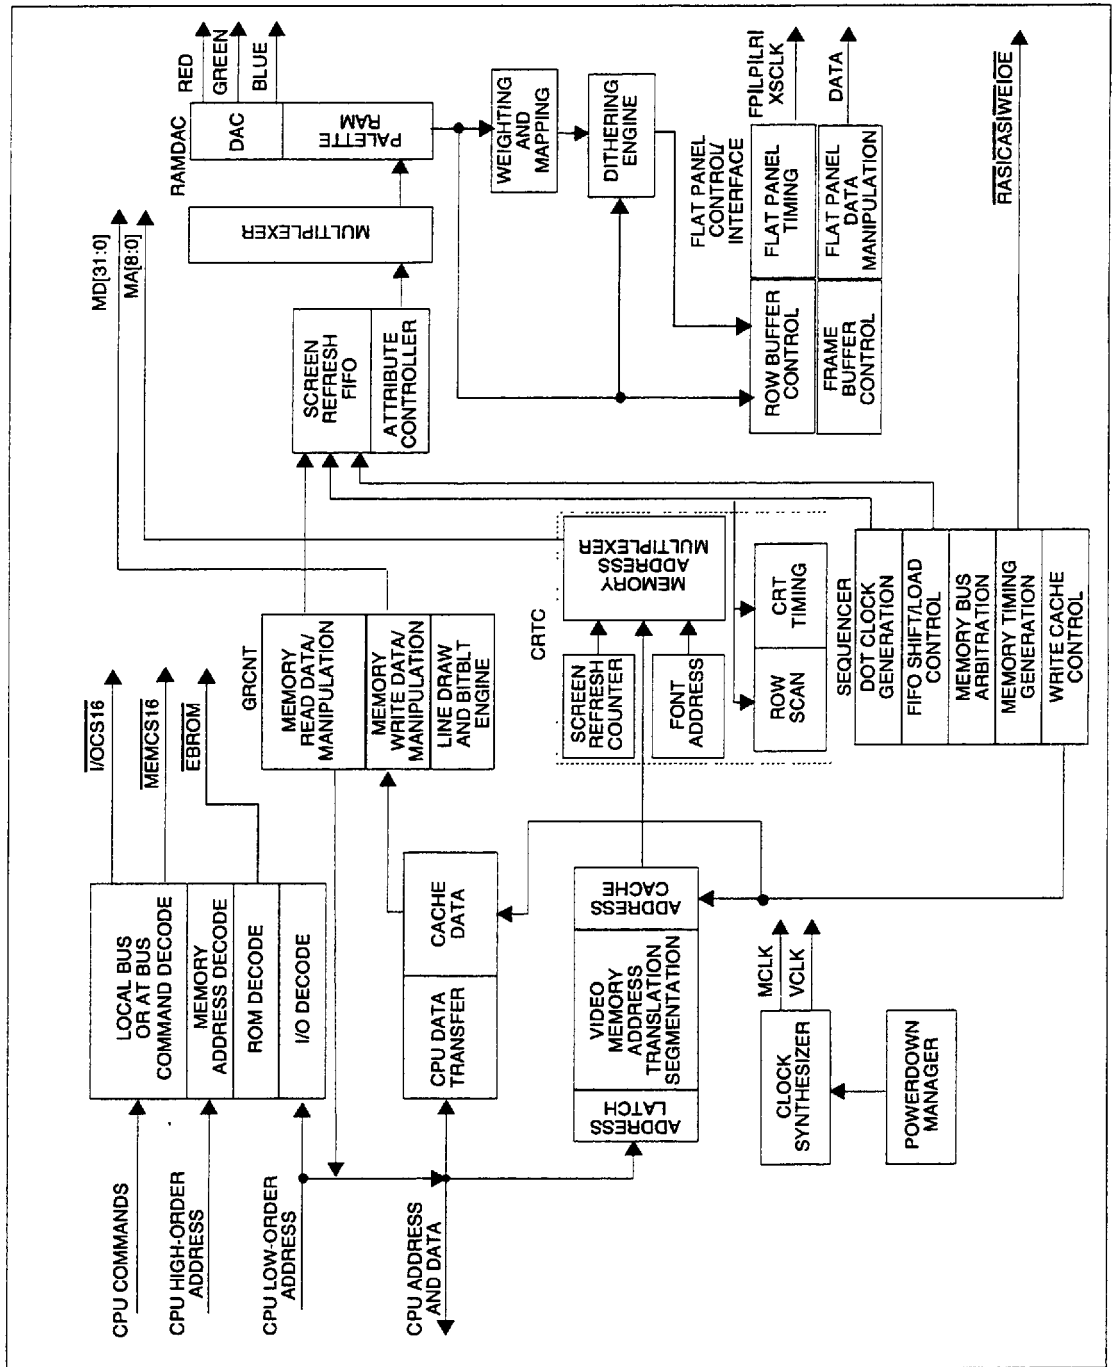 CPU COMMANDS
CPU HIGH-ORDER
ADDRESS
CPU LOW-ORDER
ADDRESS
CPU ADDRESS
AND DATA
LOCAL BUS
OR AT BUS
COMMAND DECODE
MEMORY
ADDRESS DECODE
ROM DECODE
I/O DECODE
I/OCS16
MEMCS16
EBROM
CPU DATA
TRANSFER
CACHE
DATA
ADDRESS
LATCH
VIDEO
MEMORY
ADDRESS
TRANSLATION
SEGMENTATION
ADDRESS
CACHE
CLOCK
SYNTHESIZER
MCLK
VCLK
POWERDOWN
MANAGER
GRCNT
MEMORY
READ DATA/
MANIPULATION
MEMORY
WRITE DATA/
MANIPULATION
LINE DRAW
AND BITBLT
ENGINE
CRTC
SCREEN
REFRESH
COUNTER
FONT
ADDRESS
MEMORY
ADDRESS
MULTIPLEXER
ROW
SCAN
CRT
TIMING
SEQUENCER
DOT CLOCK
GENERATION
FIFO SHIFT/LOAD
CONTROL
MEMORY BUS
ARBITRATION
MEMORY TIMING
GENERATION
WRITE CACHE
CONTROL
MD[31:0]
MA[8:0]
SCREEN
REFRESH
FIFO
ATTRIBUTE
CONTROLLER
MULTIPLEXER
RAMDAC
DAC
PALETTE
RAM
RED
GREEN
BLUE
WEIGHTING
AND
MAPPING
DITHERING
ENGINE
FLAT PANEL
CONTROL/
INTERFACE
ROW BUFFER
CONTROL
FLAT PANEL
TIMING
FRAME
BUFFER
CONTROL
FLAT PANEL
DATA
MANIPULATION
FPILPILRI
XSCLK
DATA
RASICASIWEIOE